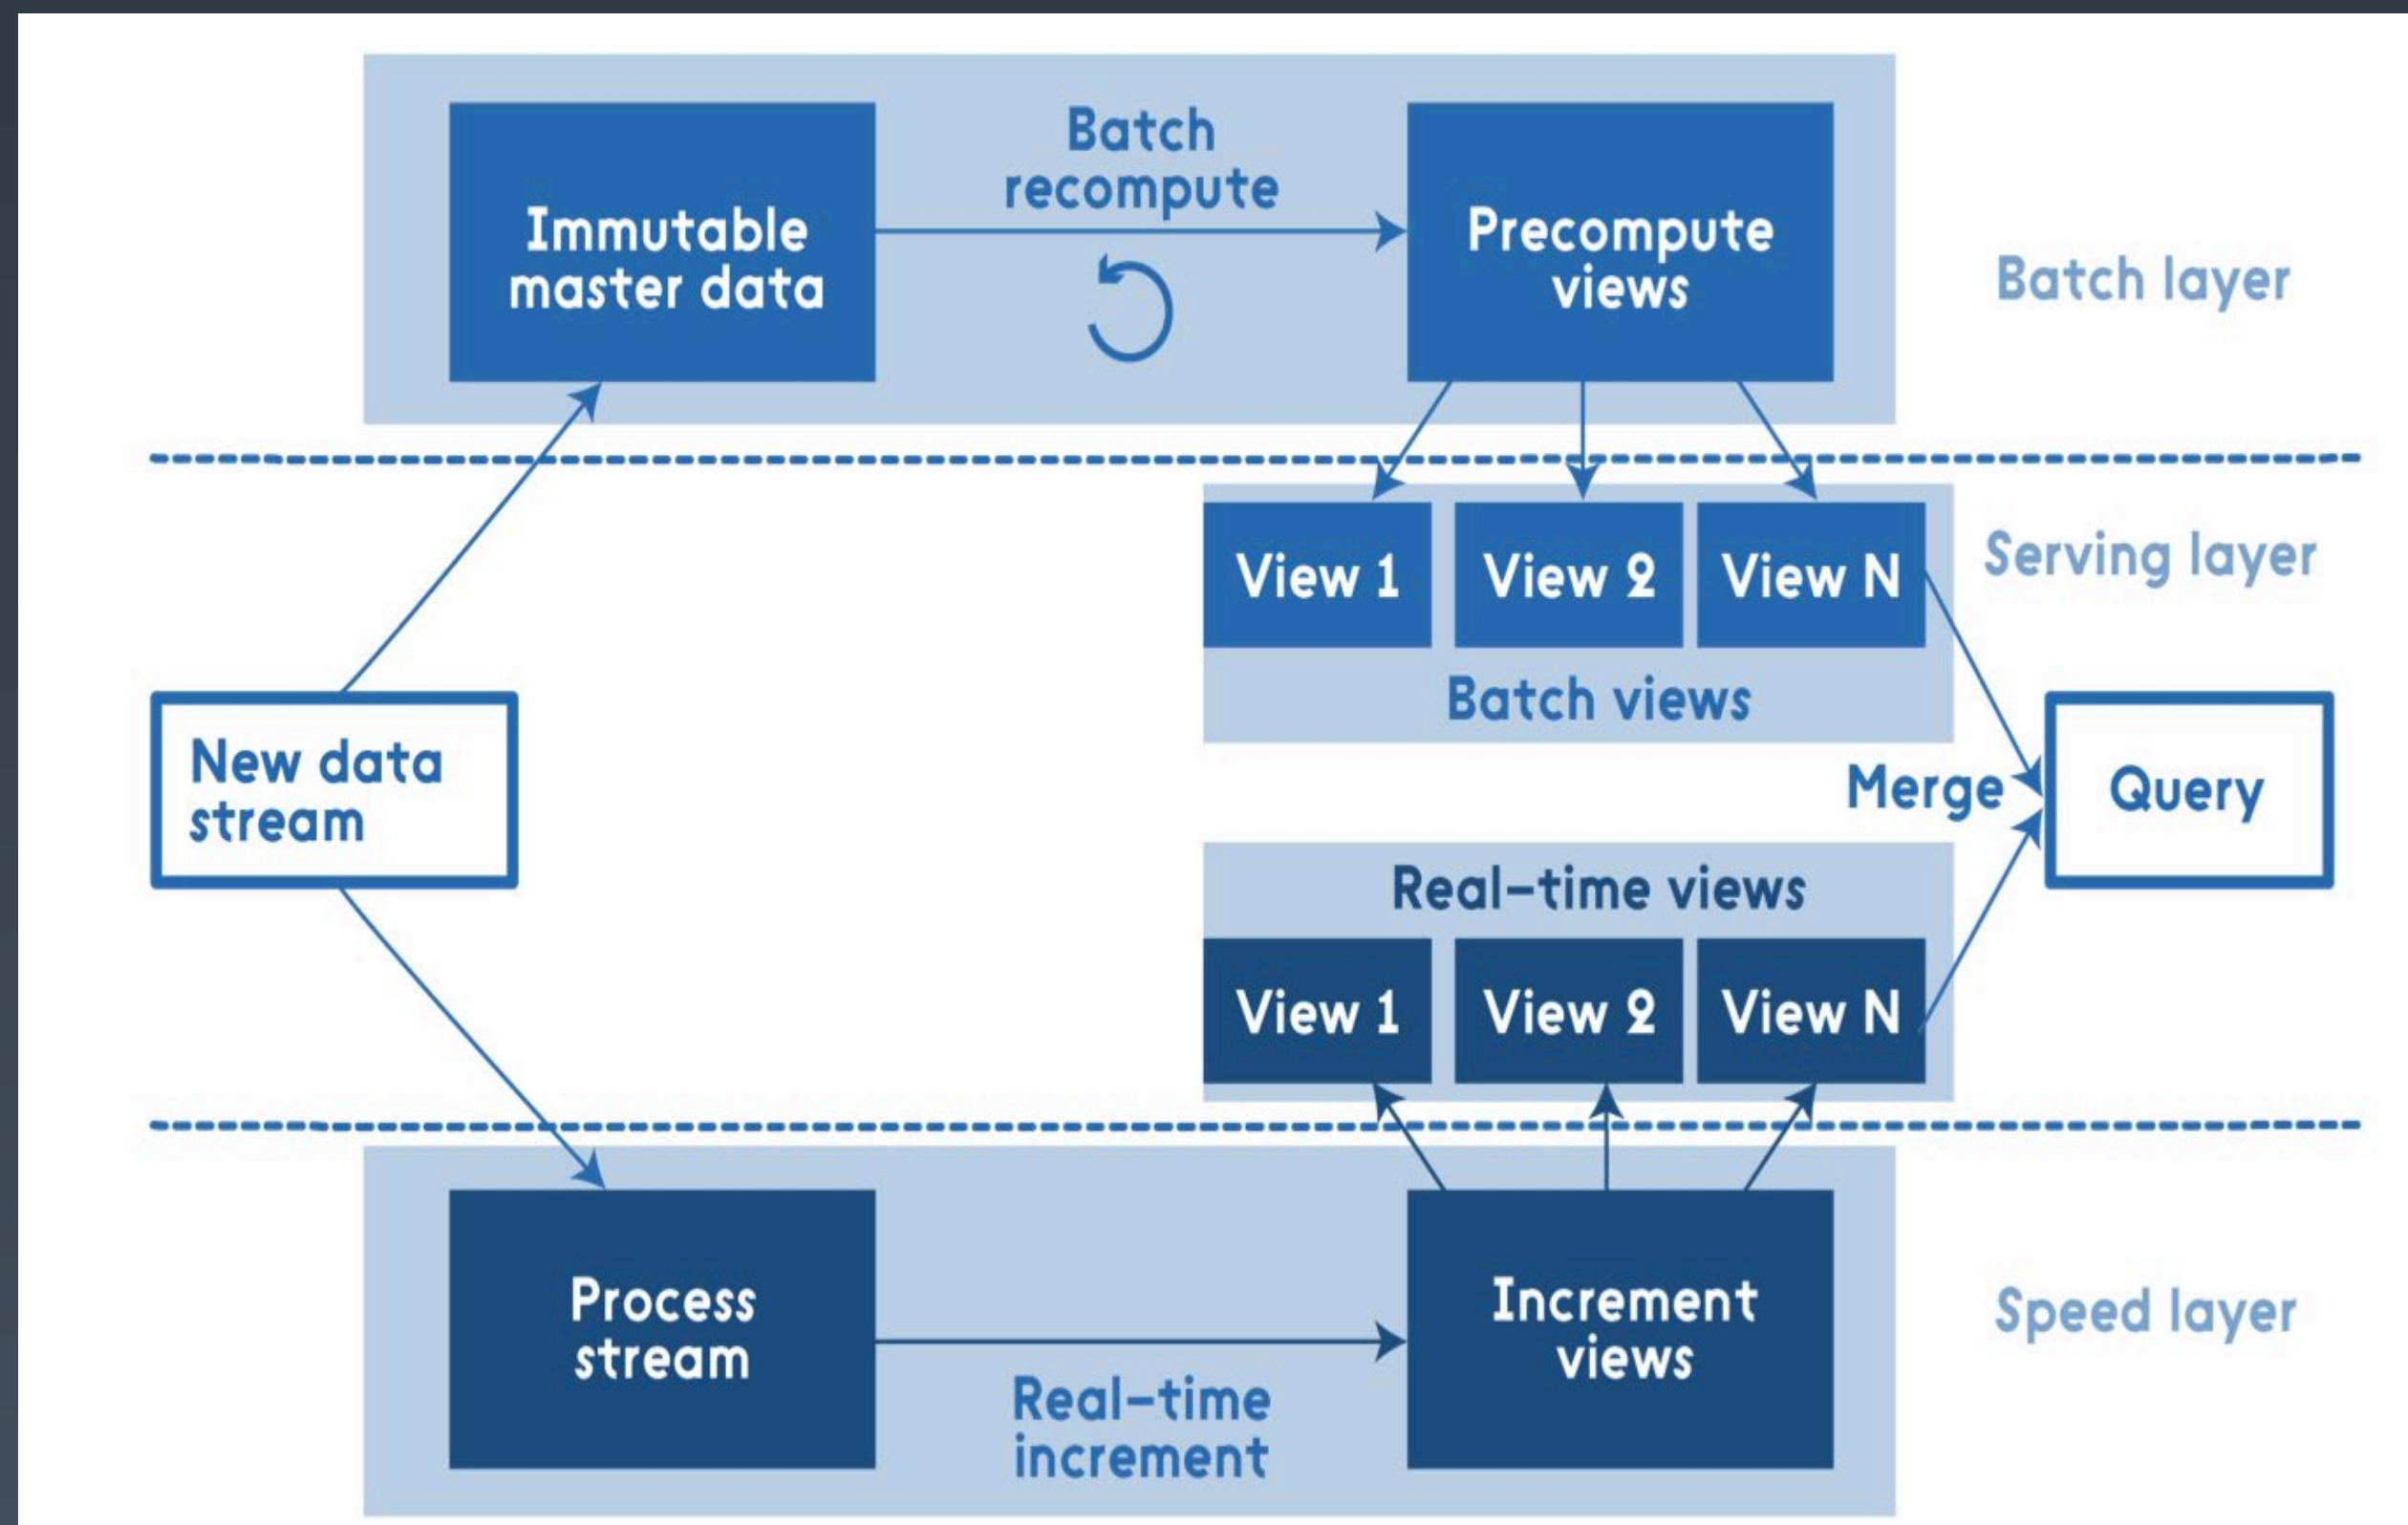 Batch
recompute
Immutable
master data
Precompute
views
Batch layer
View 1
View 2
View N
Serving layer
Batch views
New data
stream
Merge
Query
Real-time views
View 1
View 2
View N
Process
stream
Increment
views
Speed layer
Real-time
increment